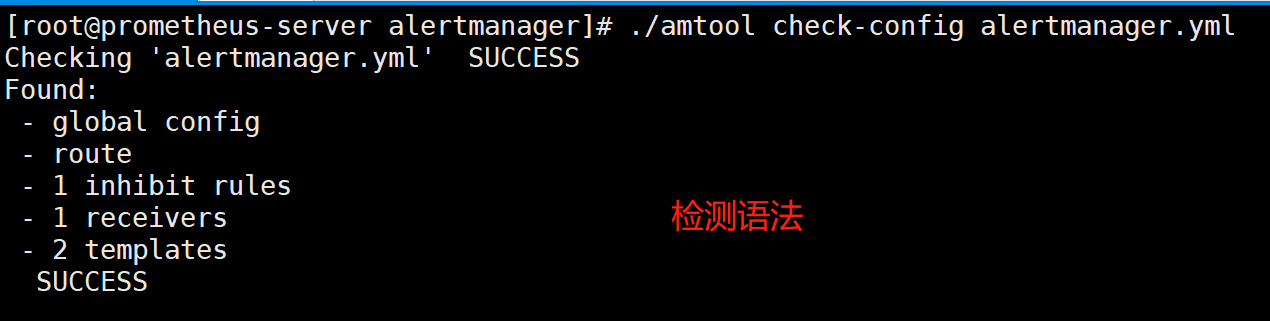 [root@prometheus-server alertmanager]# ./amtool check-config alertmanager.yml
Checking 'alertmanager.yml'  SUCCESS
Found:
 - global config
 - route
 - 1 inhibit rules
 - 1 receivers
检测语法
 - 2 templates
  SUCCESS